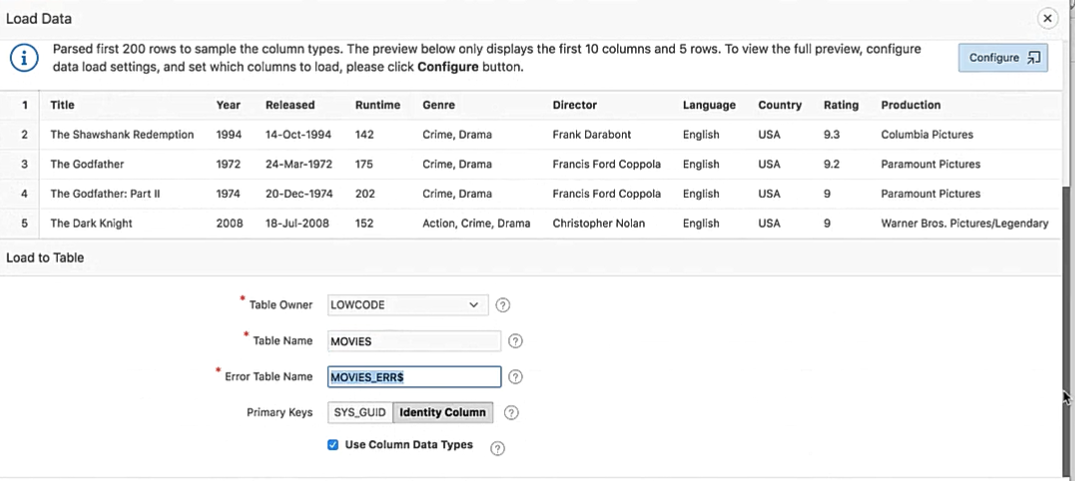 Load Data
Parsed first 200 rows to sample the column types. The preview below only displays the first 10 columns and 5 rows. To view the full preview, configure
data load settings, and set which columns to load, please click Configure button.
Configure
1 Title Year Released Runtime Genre Director Language Country Rating Production
2 The Shawshank Redemption 1994 14-Oct-1994 142 Crime, Drama Frank Darabont English USA 9.3 Columbia Pictures
3 The Godfather 1972 24-Mar-1972 175 Crime, Drama Francis Ford Coppola English USA 9.2 Paramount Pictures
4 The Godfather: Part II 1974 20-Dec-1974 202 Crime, Drama Francis Ford Coppola English USA 9 Paramount Pictures
5 The Dark Knight 2008 18-Jul-2008 152 Action, Crime, Drama Christopher Nolan English USA 9 Warner Bros. Pictures/Legendary
Load to Table
* Table Owner LOWCODE ?
* Table Name MOVIES ?
* Error Table Name MOVIES_ERR$ ?
Primary Keys SYS_GUID Identity Column ?
Use Column Data Types ?